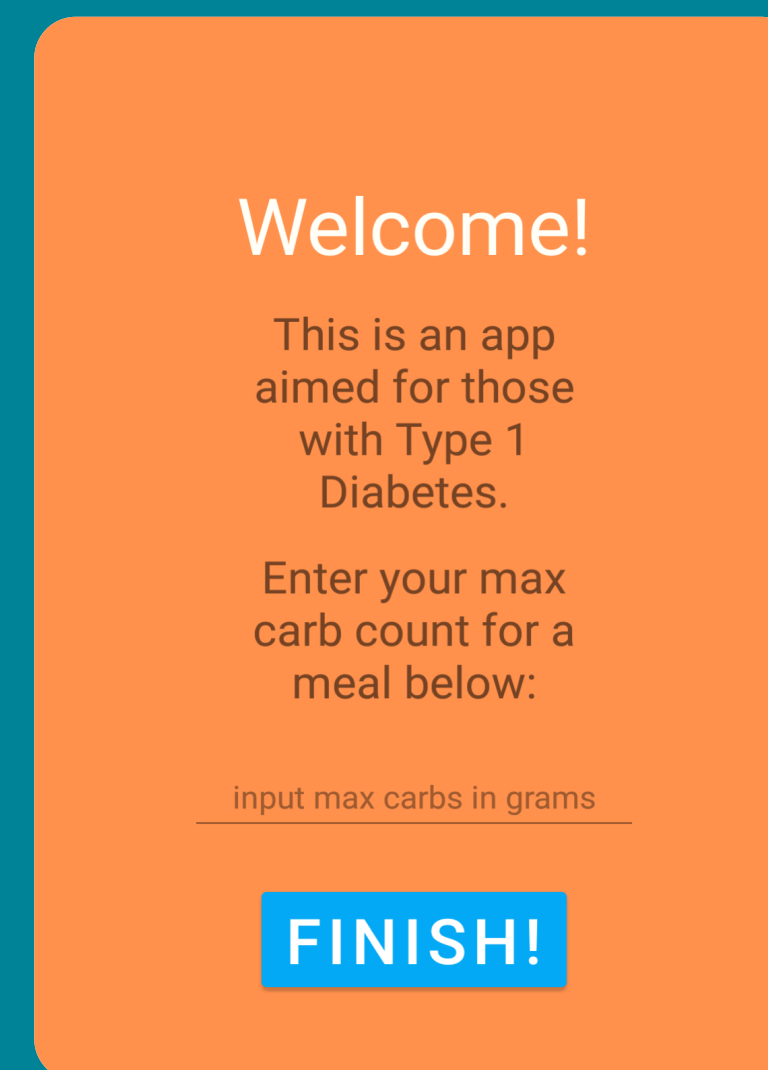 Welcome!
This is an app
aimed for those
with Type 1
Diabetes.
Enter your max
carb count for a
meal below:
input max carbs in grams
FINISH!